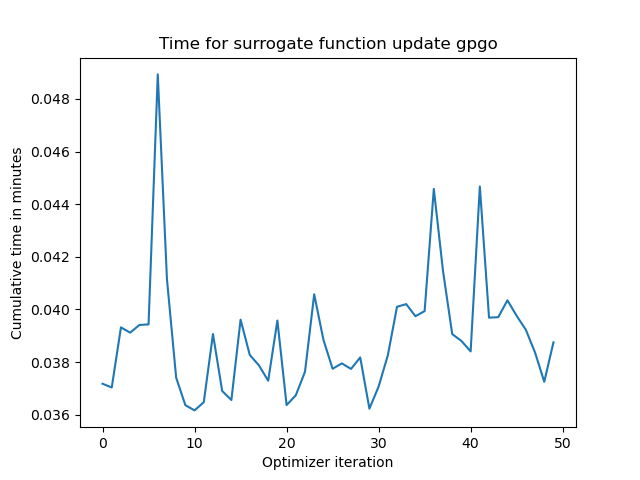 Time for surrogate function update gpgo
Cumulative time in minutes
0.048
0.046
0.044
0.042
0.040
0.038
0.036
0 10 20 30 40 50
Optimizer iteration